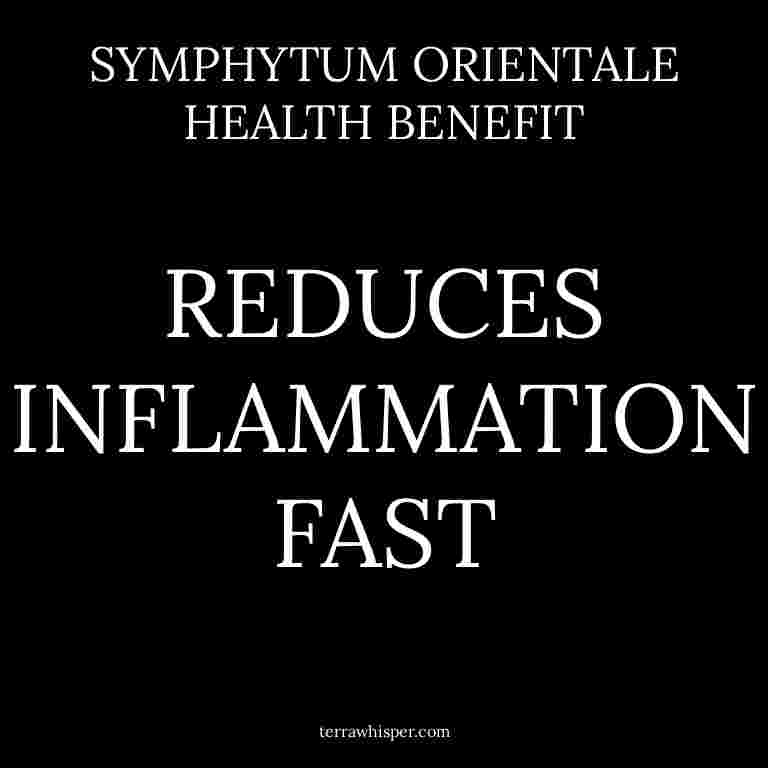 SYMPHYTUM ORIENTALE
HEALTH BENEFIT
REDUCES
INFLAMMATION
FAST
terrawhisper.com